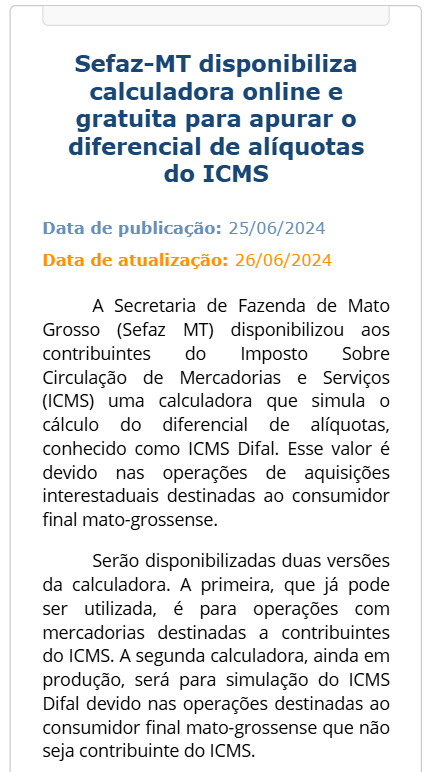 Sefaz-MT disponibiliza
calculadora online e
gratuita para apurar o
diferencial de alíquotas
do ICMS
Data de publicação: 25/06/2024
Data de atualização: 26/06/2024
A Secretaria de Fazenda de Mato
Grosso (Sefaz MT) disponibilizou aos
contribuintes do Imposto Sobre
Circulação de Mercadorias e Serviços
(ICMS) uma calculadora que simula o
cálculo do diferencial de alíquotas,
conhecido como ICMS Difal. Esse valor é
devido nas operações de aquisições
interestaduais destinadas ao consumidor
final mato-grossense.
Serão disponibilizadas duas versões
da calculadora. A primeira, que já pode
ser utilizada, é para operações com
mercadorias destinadas a contribuintes
do ICMS. A segunda calculadora, ainda em
produção, será para simulação do ICMS
Difal devido nas operações destinadas ao
consumidor final mato-grossense que não
seja contribuinte do ICMS.